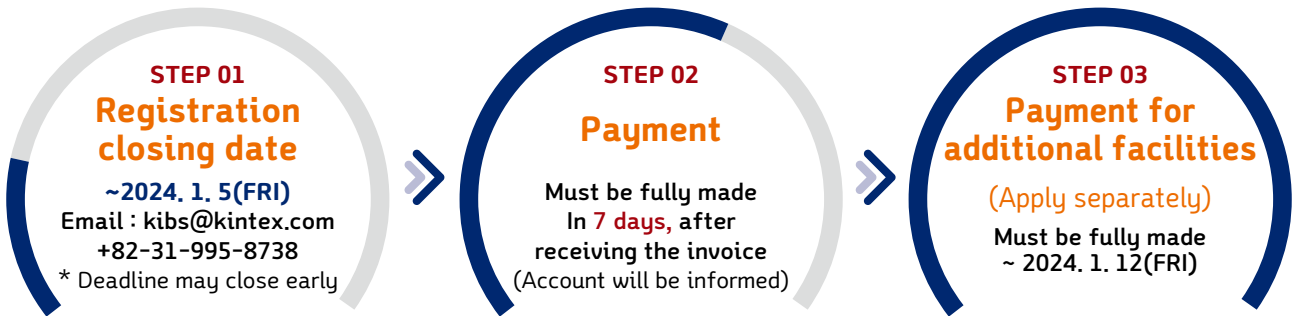 STEP 01
Registration
closing date
~2024. 1. 5(FRI)
Email : kibs@kintex.com
+82-31-995-8738
* Deadline may close early
STEP 02
Payment
Must be fully made
In 7 days, after
receiving the invoice
(Account will be informed)
STEP 03
Payment for
additional facilities
(Apply separately)
Must be fully made
~ 2024. 1. 12(FRI)